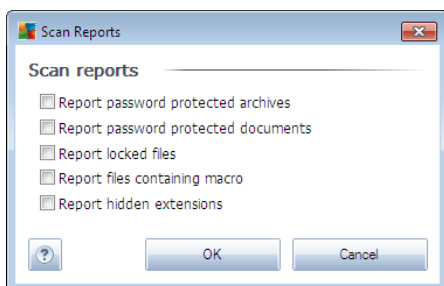 Scan Reports
Scan reports
Report password protected archives
Report password protected documents
Report locked files
Report files containing macro
Report hidden extensions
?
OK
Cancel